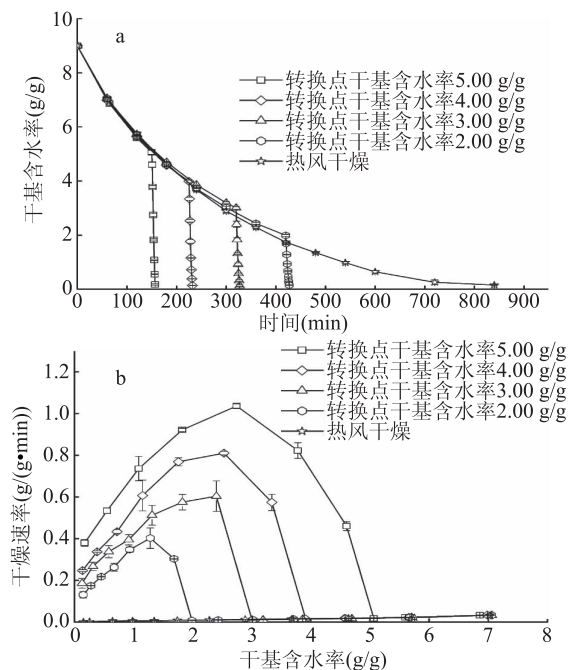 a
10
8
6
4
2
0
干基含水率(g/g)
转换点干基含水率5.00 g/g
转换点干基含水率4.00 g/g
转换点干基含水率3.00 g/g
转换点干基含水率2.00 g/g
热风干燥
0 100 200 300 400 500 600 700 800 900
时间(min)
b
1.2
1.0
0.8
0.6
0.4
0.2
0.0
干燥速率(g/(g•min))
转换点干基含水率5.00 g/g
转换点干基含水率4.00 g/g
转换点干基含水率3.00 g/g
转换点干基含水率2.00 g/g
热风干燥
0 1 2 3 4 5 6 7 8
干基含水率(g/g)